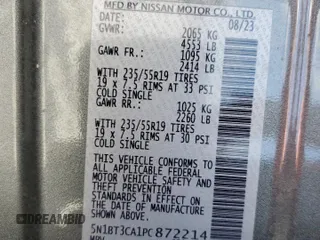 MFD BY NISSAN MOTOR CO., LTD.
DATE: 08/23
GVWR: 2065 KG
4553 LB
GAWR FR.: 1095 KG
2414 LB
WITH 235/55R19 TIRES
19 x 7.5 RIMS AT 33 PSI
COLD SINGLE
GAWR RR.: 1025 KG
2260 LB
WITH 235/55R19 TIRES
19 x 7.5 RIMS AT 30 PSI
COLD SINGLE
THIS VEHICLE CONFORMS TO
ALL APPLICABLE FEDERAL
MOTOR VEHICLE SAFETY AND
THEFT PREVENTION STANDARDS
IN EFFECT ON THE
DATE OF MANUFACTURE
SHOWN ABOVE.
5N1BT3CA1PC872214
MPV
DREAMBID